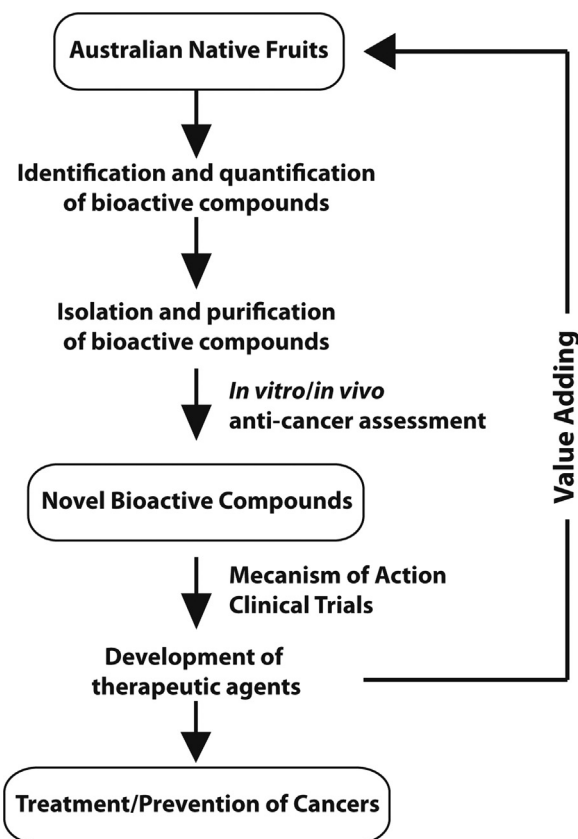 Australian Native Fruits
Identification and quantification
of bioactive compounds
Isolation and purification
of bioactive compounds
In vitro/in vivo
anti-cancer assessment
Novel Bioactive Compounds
Mecanism of Action
Clinical Trials
Development of
therapeutic agents
Treatment/Prevention of Cancers
Value Adding